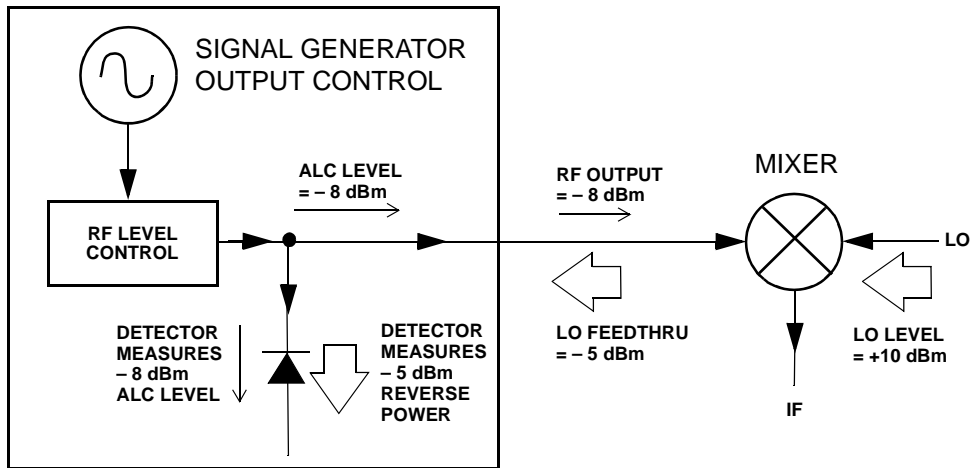 SIGNAL GENERATOR
OUTPUT CONTROL
ALC LEVEL
= – 8 dBm
RF OUTPUT
= – 8 dBm
MIXER
RF LEVEL
CONTROL
LO
DETECTOR
MEASURES
– 8 dBm
ALC LEVEL
DETECTOR
MEASURES
– 5 dBm
REVERSE
POWER
LO FEEDTHRU
= – 5 dBm
LO LEVEL
= +10 dBm
IF